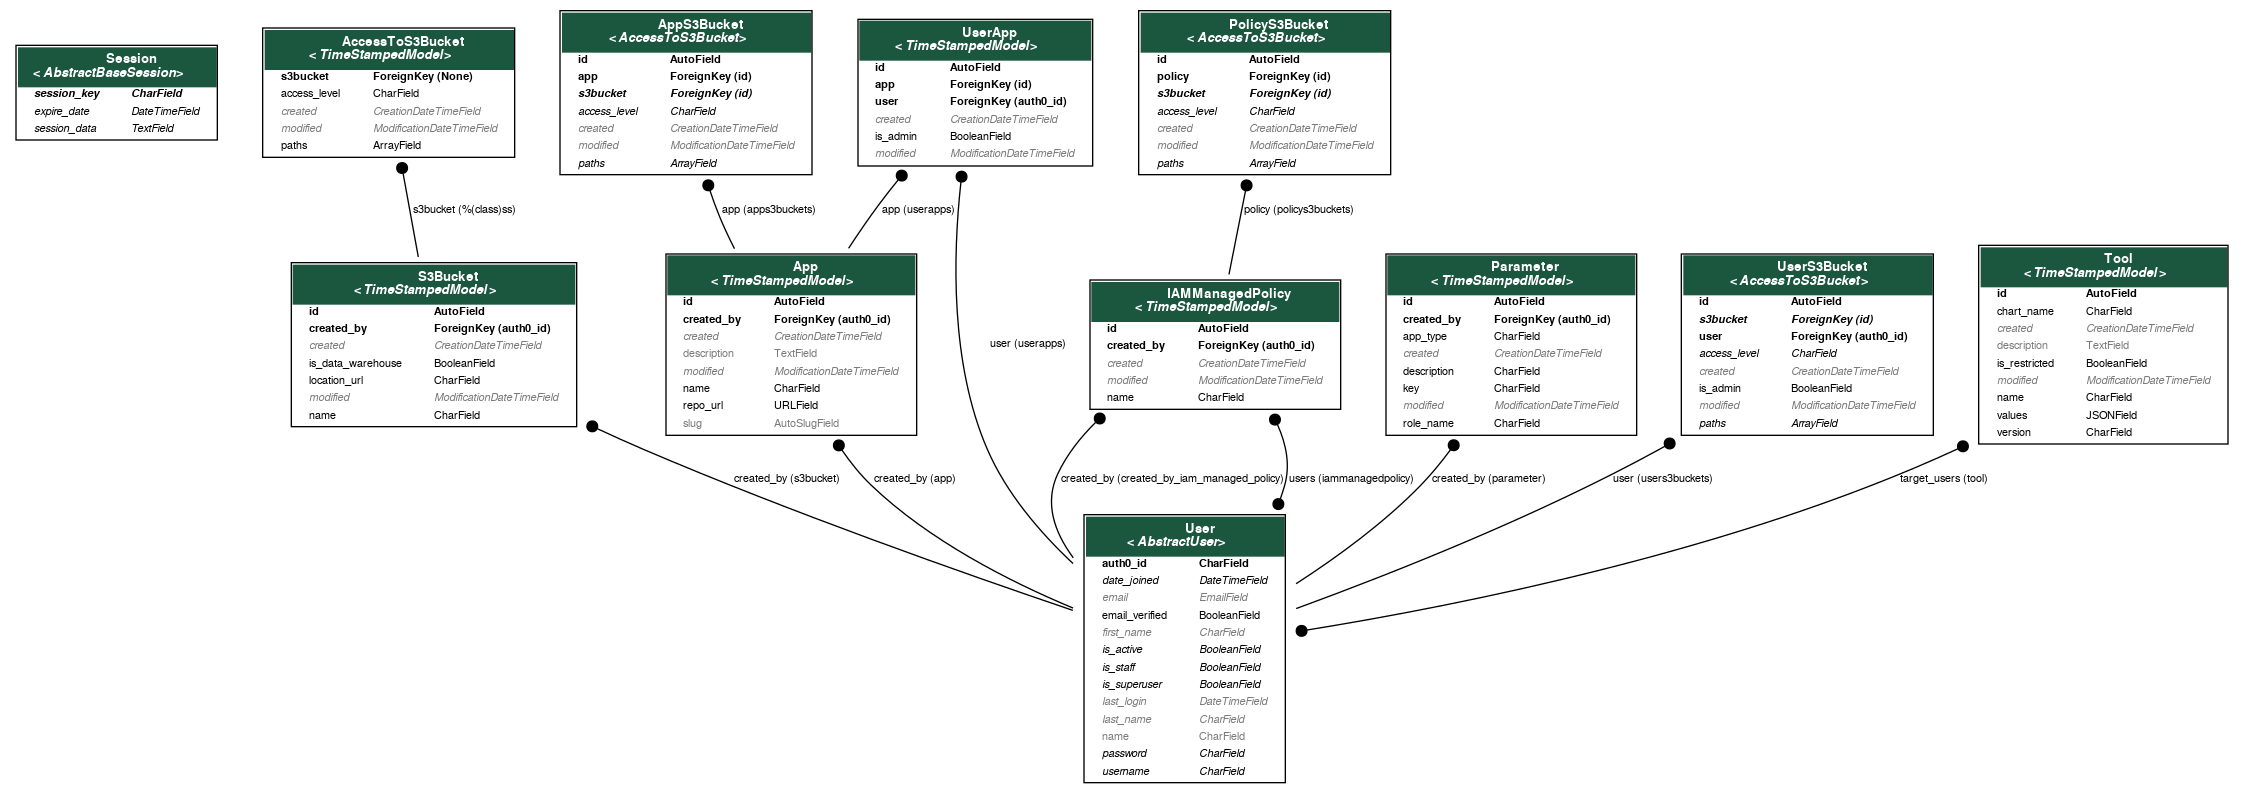 Session
< AbstractBaseSession>
session_key CharField
expire_date DateTimeField
session_data TextField
AccessToS3Bucket
< TimeStampedModel>
s3bucket ForeignKey (None)
access_level CharField
created CreationDateTimeField
modified ModificationDateTimeField
paths ArrayField
AppS3Bucket
< AccessToS3Bucket>
id AutoField
app ForeignKey (id)
s3bucket ForeignKey (id)
access_level CharField
created CreationDateTimeField
modified ModificationDateTimeField
paths ArrayField
UserApp
< TimeStampedModel>
id AutoField
app ForeignKey (id)
user ForeignKey (auth0_id)
created CreationDateTimeField
is_admin BooleanField
modified ModificationDateTimeField
PolicyS3Bucket
< AccessToS3Bucket>
id AutoField
policy ForeignKey (id)
s3bucket ForeignKey (id)
access_level CharField
created CreationDateTimeField
modified ModificationDateTimeField
paths ArrayField
s3bucket (%(class)ss)
app (apps3buckets)
app (userapps)
policy (policys3buckets)
S3Bucket
< TimeStampedModel>
id AutoField
created_by ForeignKey (auth0_id)
created CreationDateTimeField
is_data_warehouse BooleanField
location_url CharField
modified ModificationDateTimeField
name CharField
App
< TimeStampedModel>
id AutoField
created_by ForeignKey (auth0_id)
created CreationDateTimeField
description TextField
modified ModificationDateTimeField
name CharField
repo_url URLField
slug AutoSlugField
user (userapps)
IAMManagedPolicy
< TimeStampedModel>
id AutoField
created_by ForeignKey (auth0_id)
created CreationDateTimeField
modified ModificationDateTimeField
name CharField
Parameter
< TimeStampedModel>
id AutoField
created_by ForeignKey (auth0_id)
app_type CharField
created CreationDateTimeField
description CharField
key CharField
modified ModificationDateTimeField
role_name CharField
UserS3Bucket
< AccessToS3Bucket>
id AutoField
s3bucket ForeignKey (id)
user ForeignKey (auth0_id)
access_level CharField
created CreationDateTimeField
is_admin BooleanField
modified ModificationDateTimeField
paths ArrayField
Tool
< TimeStampedModel>
id AutoField
chart_name CharField
created CreationDateTimeField
description TextField
is_restricted BooleanField
modified ModificationDateTimeField
name CharField
values JSONField
version CharField
created_by (s3bucket)
created_by (app)
created_by (created_by_iam_managed_policy)
users (iammanagedpolicy)
created_by (parameter)
user (users3buckets)
target_users (tool)
User
< AbstractUser>
auth0_id CharField
date_joined DateTimeField
email EmailField
email_verified BooleanField
first_name CharField
is_active BooleanField
is_staff BooleanField
is_superuser BooleanField
last_login DateTimeField
last_name CharField
name CharField
password CharField
username CharField